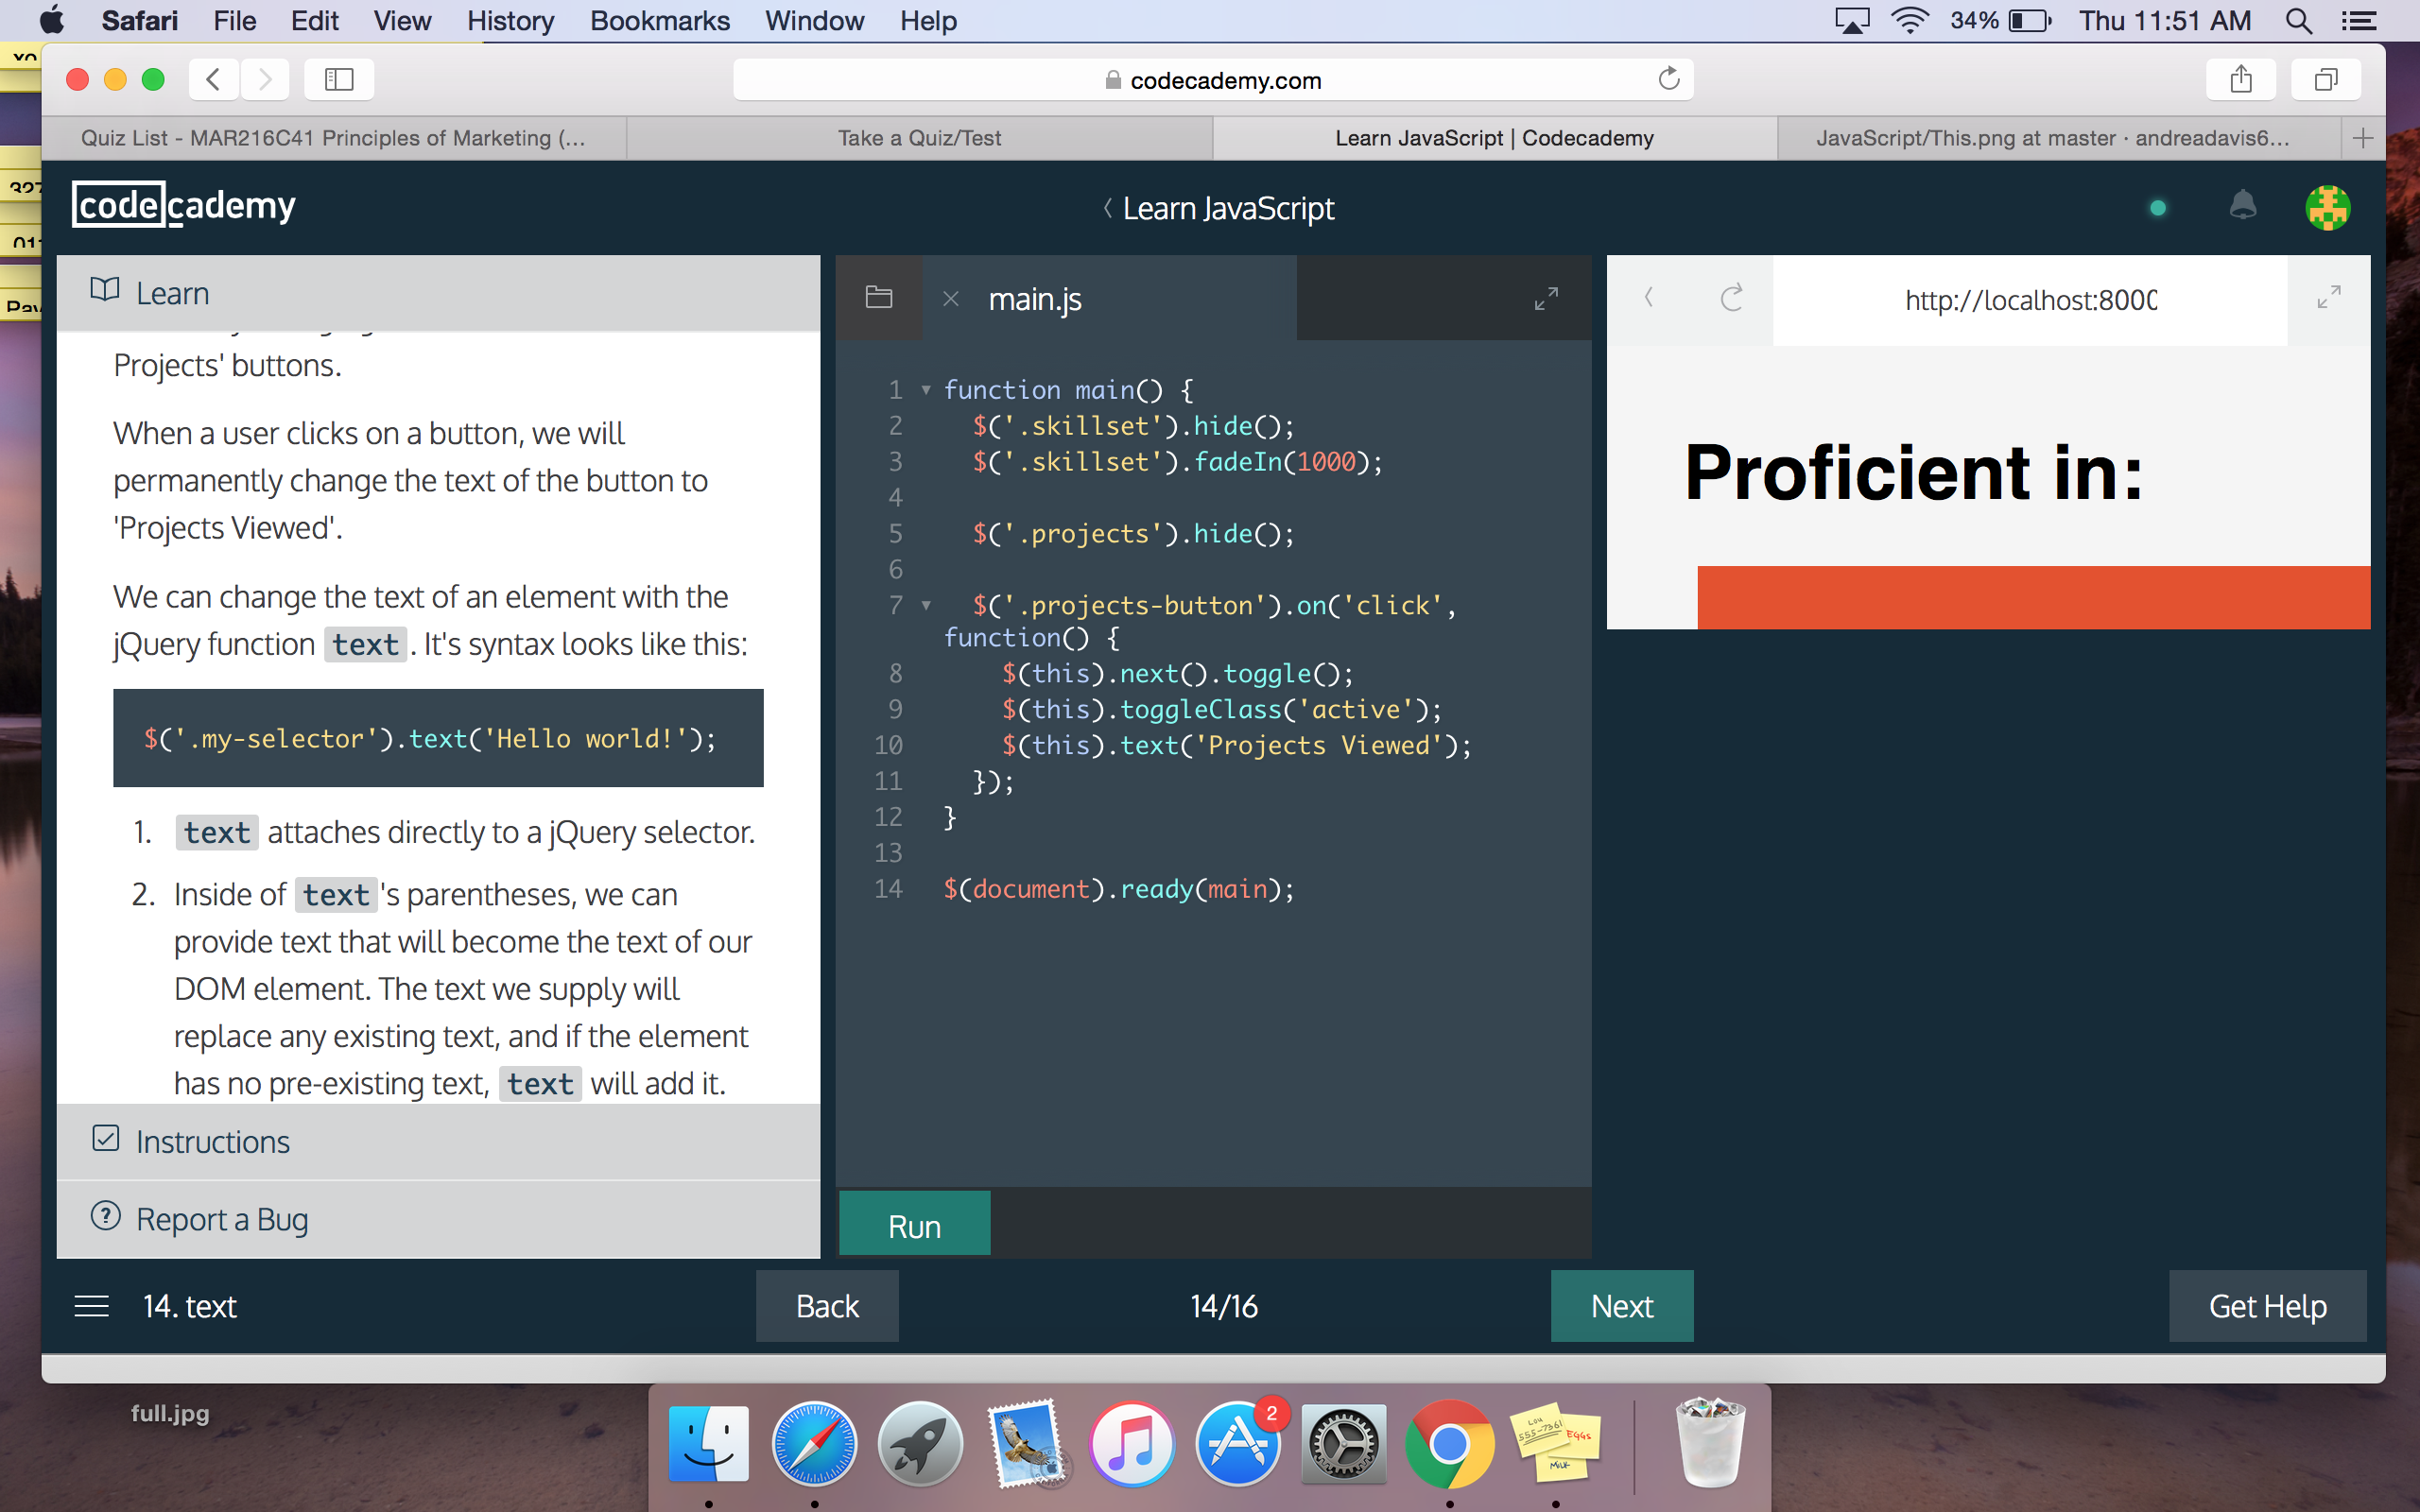 Safari File Edit View History Bookmarks Window Help 34% Thu 11:51 AM
codecademy.com
Quiz List - MAR216C41 Principles of Marketing (...
Take a Quiz/Test
Learn JavaScript | Codecademy
JavaScript/This.png at master · andreadavis6...
codecademy
Learn JavaScript
Learn
Projects' buttons.
When a user clicks on a button, we will
permanently change the text of the button to
'Projects Viewed'.
We can change the text of an element with the
jQuery function text . It's syntax looks like this:
$('.my-selector').text('Hello world!');
1. text attaches directly to a jQuery selector.
2. Inside of text 's parentheses, we can
provide text that will become the text of our
DOM element. The text we supply will
replace any existing text, and if the element
has no pre-existing text, text will add it.
Instructions
Report a Bug
main.js
1 function main() {
2 $('.skillset').hide();
3 $('.skillset').fadeIn(1000);
4
5 $('.projects').hide();
6
7 $('.projects-button').on('click',
function() {
8 $(this).next().toggle();
9 $(this).toggleClass('active');
10 $(this).text('Projects Viewed');
11 });
12 }
13
14 $(document).ready(main);
Run
http://localhost:8000
Proficient in:
14. text
Back
14/16
Next
Get Help
full.jpg
2
LOU
555-7361
EGGS
MILK